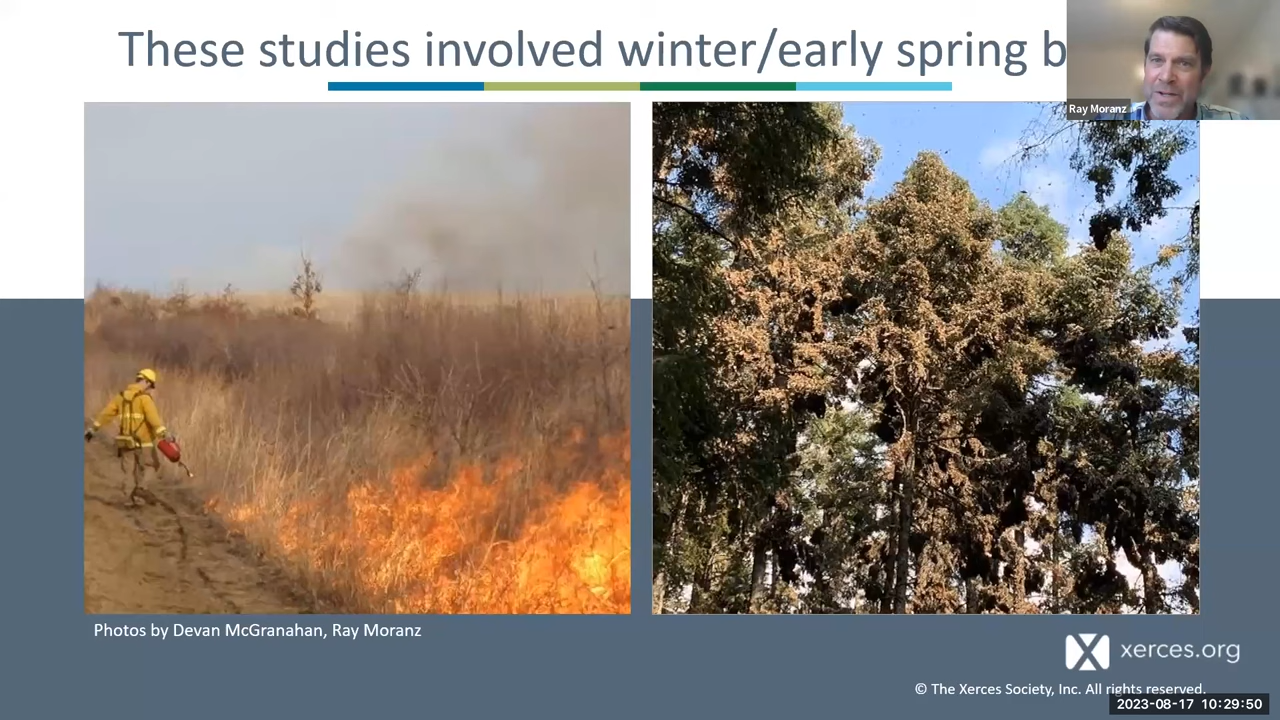 These studies involved winter/early spring b
Ray Moranz
Photos by Devan McGranahan, Ray Moranz
xerces.org
© The Xerces Society, Inc. All rights reserved.
2023-08-17 10:29:50